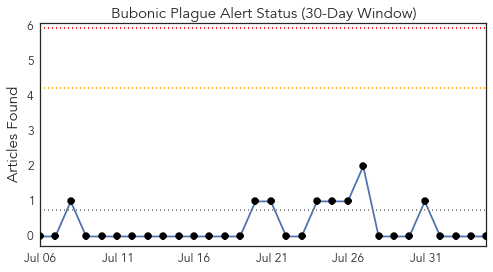 Bubonic Plague Alert Status (30-Day Window)
Articles Found
6
5
4
3
2
1
0
Jul 06 Jul 11 Jul 16 Jul 21 Jul 26 Jul 31